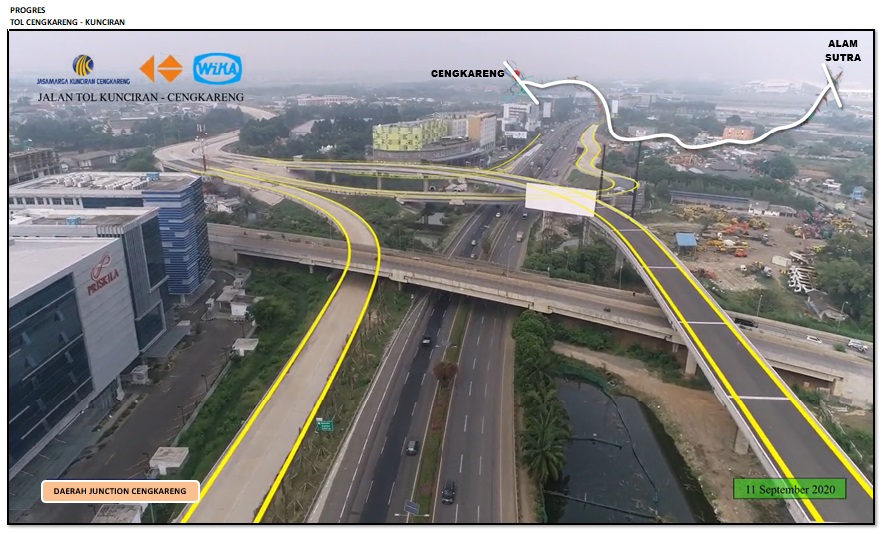 PROGRES
TOL CENGKARENG - KUNCIRAN
JASAMARGA KUNCIRAN CENGKARENG
WIKA
JALAN TOL KUNCIRAN - CENGKARENG
CENGKARENG
ALAM
SUTRA
PRISKILA
DAERAH JUNCTION CENGKARENG
11 September 2020